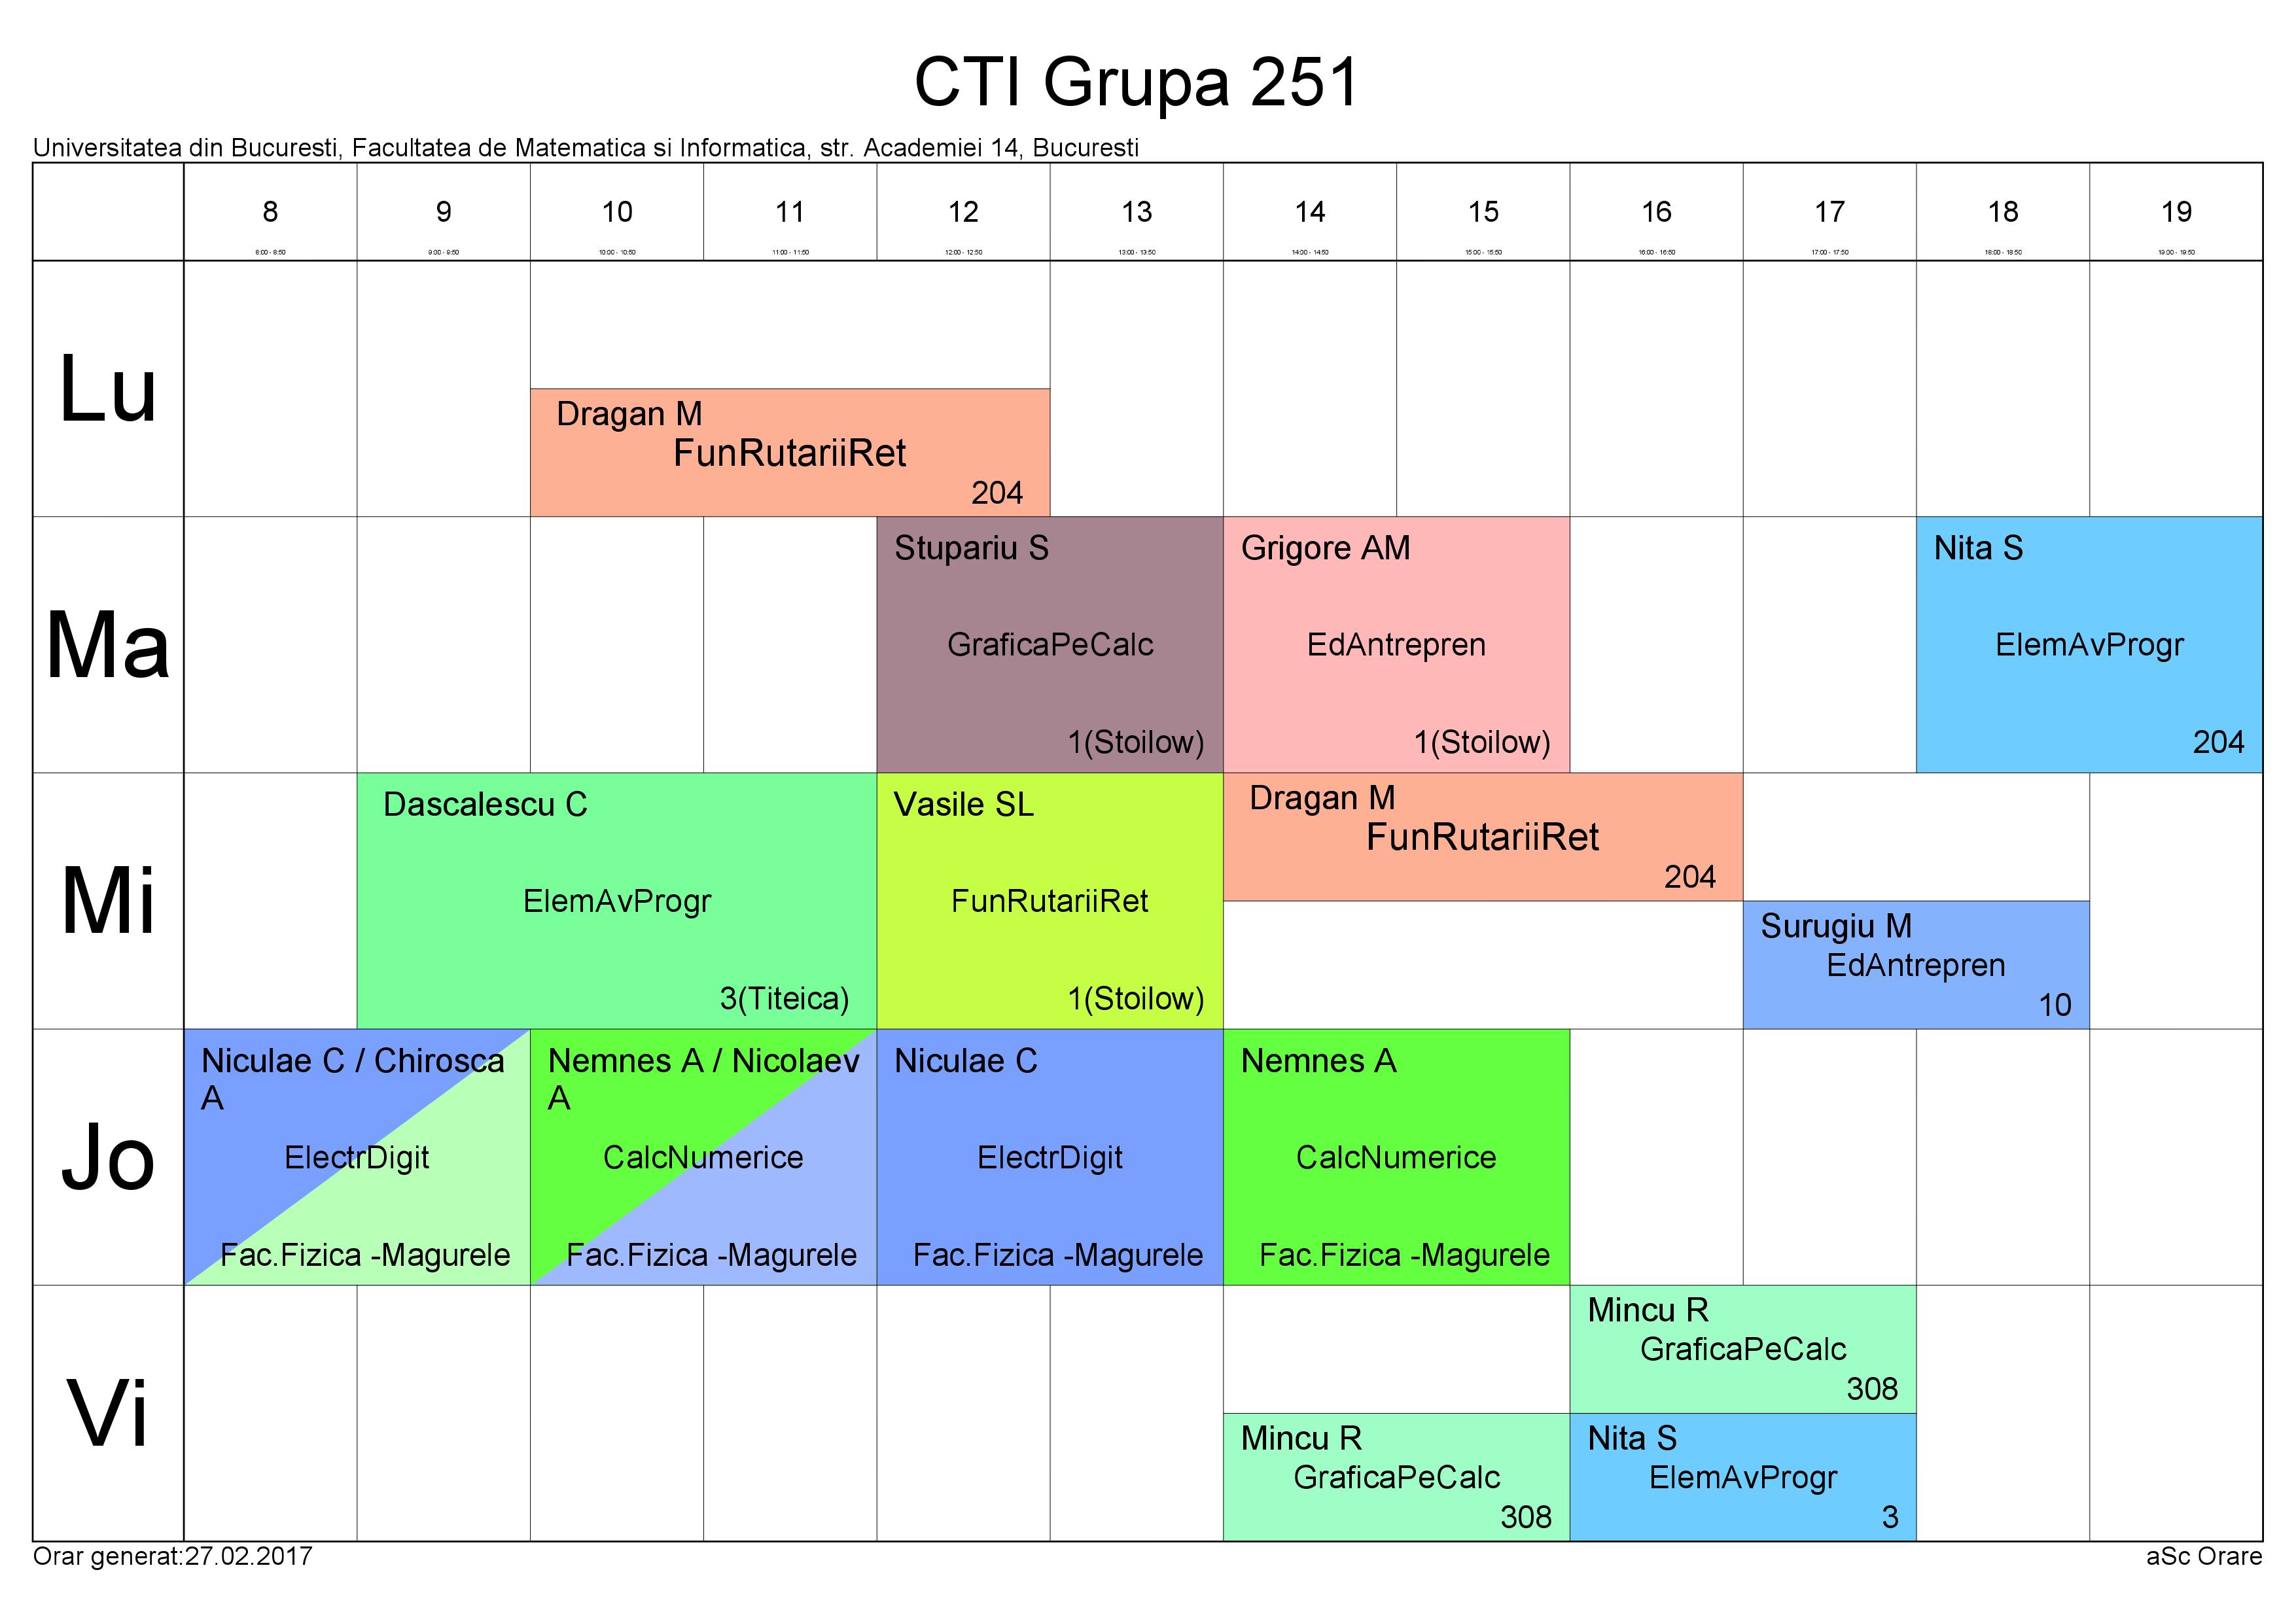 CTI Grupa 251
Universitatea din Bucuresti, Facultatea de Matematica si Informatica, str. Academiei 14, Bucuresti
8 9 10 11 12 13 14 15 16 17 18 19
8:00 - 8:50 9:00 - 9:50 10:00 - 10:50 11:00 - 11:50 12:00 - 12:50 13:00 - 13:50 14:00 - 14:50 15:00 - 15:50 16:00 - 16:50 17:00 - 17:50 18:00 - 18:50 19:00 - 19:50
Lu
Dragan M
FunRutariiRet
204
Ma
Stupariu S
GraficaPeCalc
1(Stoilow)
Grigore AM
EdAntrepren
1(Stoilow)
Nita S
ElemAvProgr
204
Mi
Dascalescu C
ElemAvProgr
3(Titeica)
Vasile SL
FunRutariiRet
1(Stoilow)
Dragan M
FunRutariiRet
204
Surugiu M
EdAntrepren
10
Jo
Niculae C / Chirosca
A
ElectrDigit
Fac.Fizica -Magurele
Nemnes A / Nicolaev
A
CalcNumerice
Fac.Fizica -Magurele
Niculae C
ElectrDigit
Fac.Fizica -Magurele
Nemnes A
CalcNumerice
Fac.Fizica -Magurele
Vi
Mincu R
GraficaPeCalc
308
Mincu R
GraficaPeCalc
308
Nita S
ElemAvProgr
3
Orar generat:27.02.2017
aSc Orare